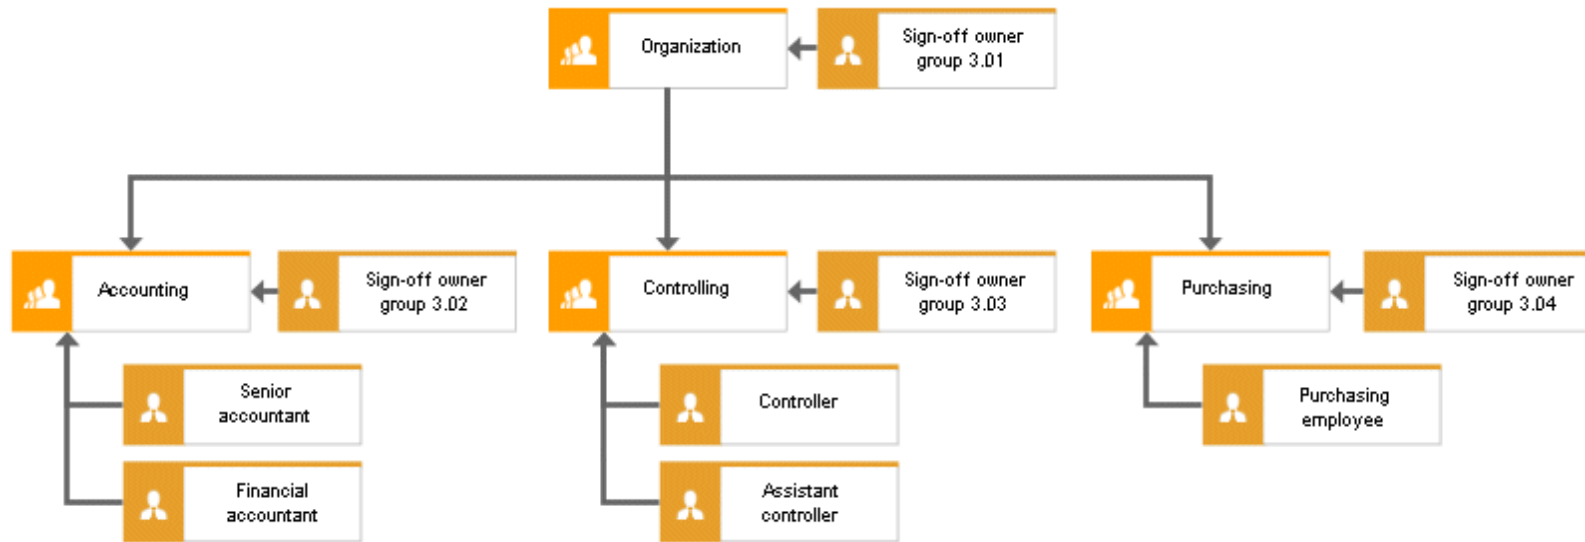 Organization
Sign-off owner
group 3.01
Accounting
Sign-off owner
group 3.02
Controlling
Sign-off owner
group 3.03
Purchasing
Sign-off owner
group 3.04
Senior
accountant
Controller
Purchasing
employee
Financial
accountant
Assistant
controller